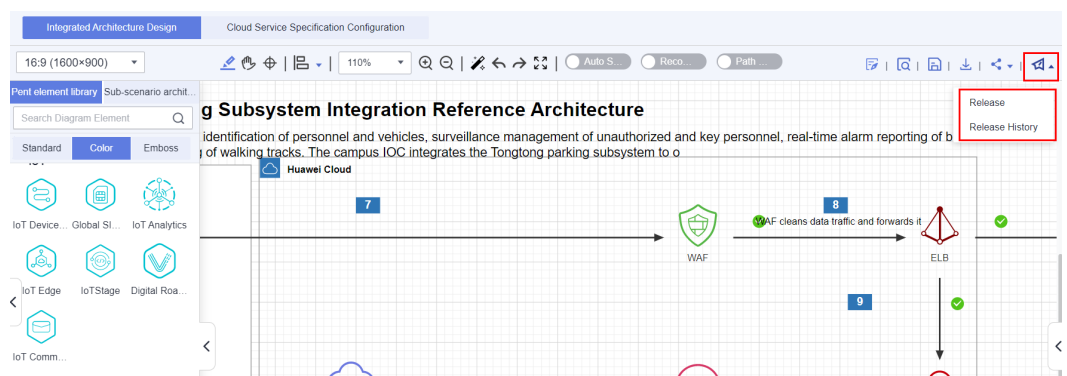 Integrated Architecture Design
Cloud Service Specification Configuration
16:9 (1600×900)
110%
Auto S...
Reco...
Path ...
Release
Release History
Pent element library
Sub-scenario archit...
Search Diagram Element
Standard
Color
Emboss
IoT Device...
Global SI...
IoT Analytics
IoT Edge
IoTStage
Digital Roa...
IoT Comm...
g Subsystem Integration Reference Architecture
identification of personnel and vehicles, surveillance management of unauthorized and key personnel, real-time alarm reporting of b
of walking tracks. The campus IOC integrates the Tongtong parking subsystem to o
Huawei Cloud
7
8
WAF cleans data traffic and forwards it
WAF
ELB
9